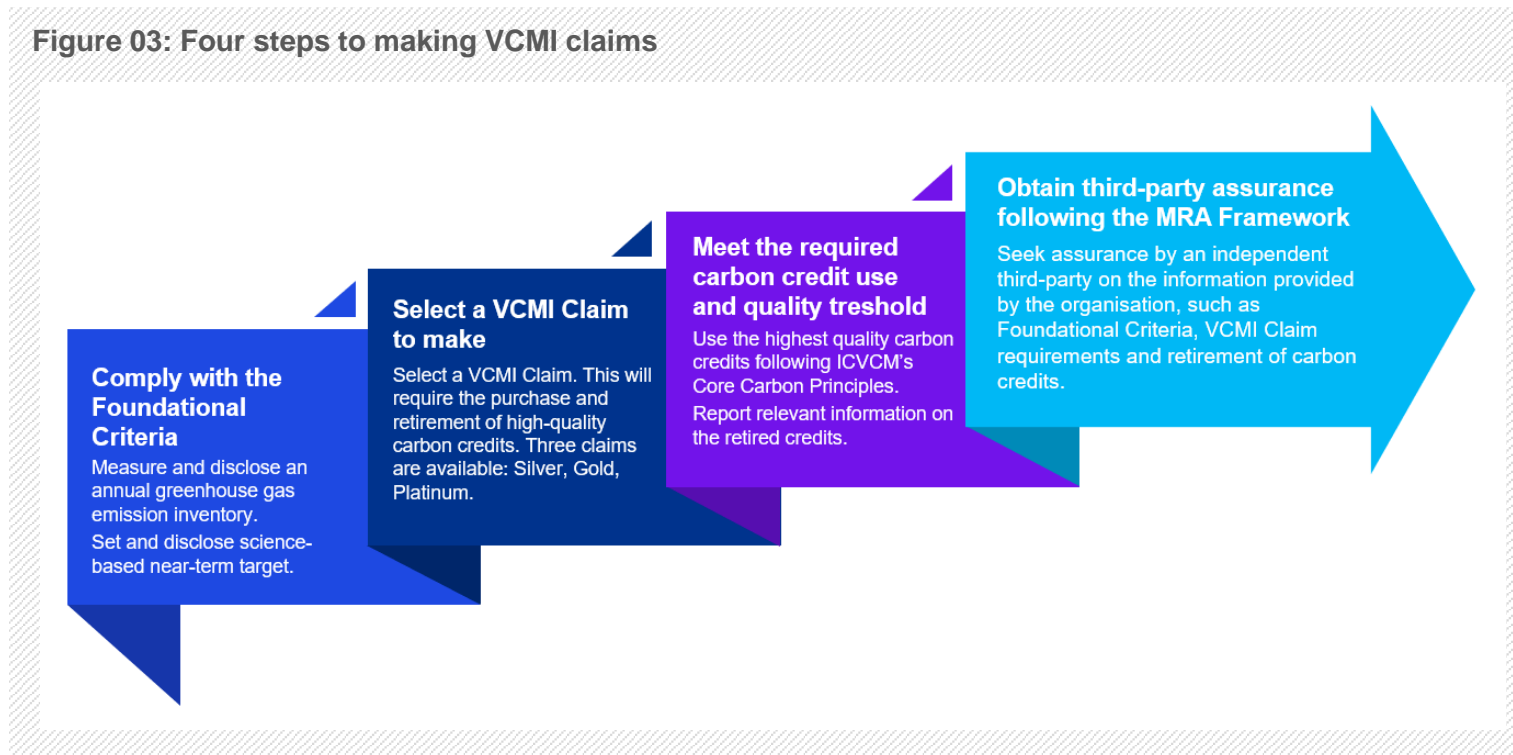 Figure 03: Four steps to making VCMI claims
Comply with the
Foundational
Criteria
Measure and disclose an
annual greenhouse gas
emission inventory.
Set and disclose science-
based near-term target.
Select a VCMI Claim
to make
Select a VCMI Claim. This will
require the purchase and
retirement of high-quality
carbon credits. Three claims
are available: Silver, Gold,
Platinum.
Meet the required
carbon credit use
and quality treshold
Use the highest quality carbon
credits following ICVCM's
Core Carbon Principles.
Report relevant information on
the retired credits.
Obtain third-party assurance
following the MRA Framework
Seek assurance by an independent
third-party on the information provided
by the organisation, such as
Foundational Criteria, VCMI Claim
requirements and retirement of carbon
credits.